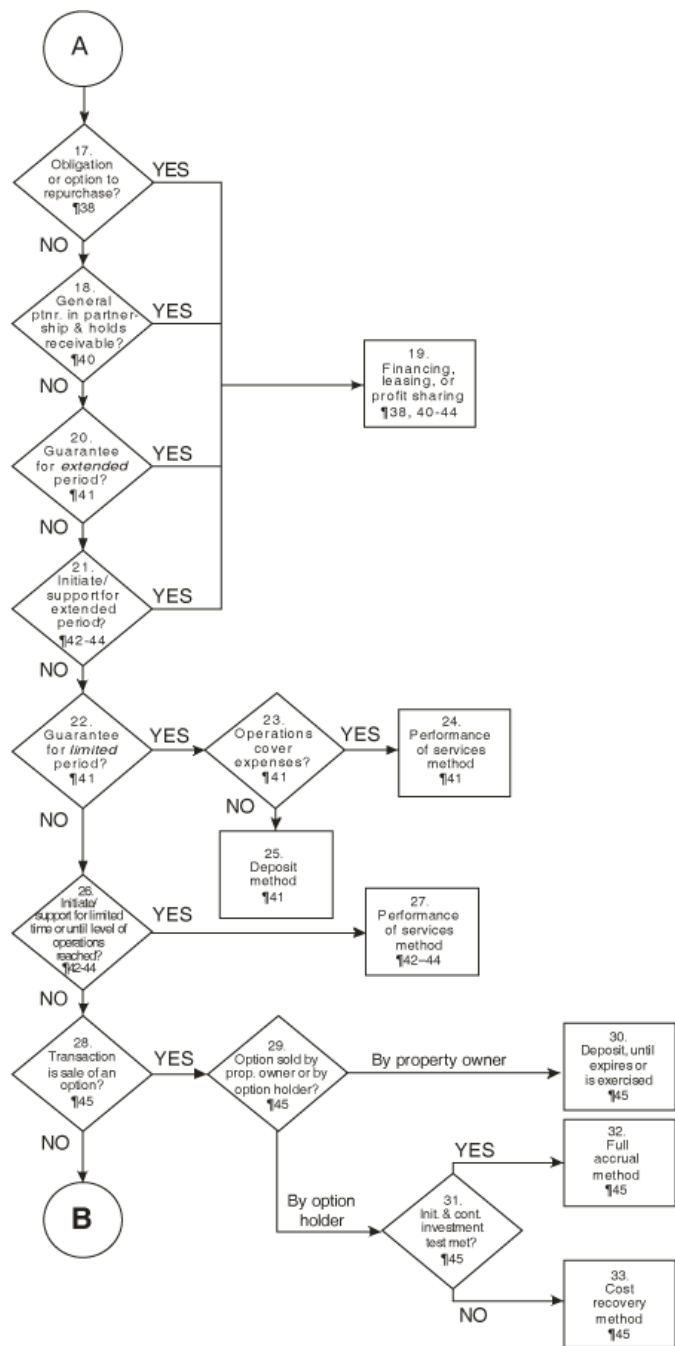 A
17.
Obligation
or option to
repurchase?
¶38
YES
NO
18.
General
ptnr. in partner-
ship & holds
receivable?
¶40
YES
NO
19.
Financing,
leasing, or
profit sharing
¶38, 40-44
20.
Guarantee
for extended
period?
¶41
YES
NO
21.
Initiate/
support for
extended
period?
¶42-44
YES
NO
22.
Guarantee
for limited
period?
¶41
YES
NO
23.
Operations
cover
expenses?
¶41
YES
NO
24.
Performance
of services
method
¶41
25.
Deposit
method
¶41
26.
Initiate/
support for limited
time or until level of
operations
reached?
¶42-44
YES
NO
27.
Performance
of services
method
¶42–44
28.
Transaction
is sale of an
option?
¶45
YES
NO
29.
Option sold by
prop. owner or by
option holder?
¶45
By property owner
30.
Deposit, until
expires or
is exercised
¶45
By option
holder
31.
Init. & cont.
investment
test met?
¶45
YES
NO
32.
Full
accrual
method
¶45
33.
Cost
recovery
method
¶45
B